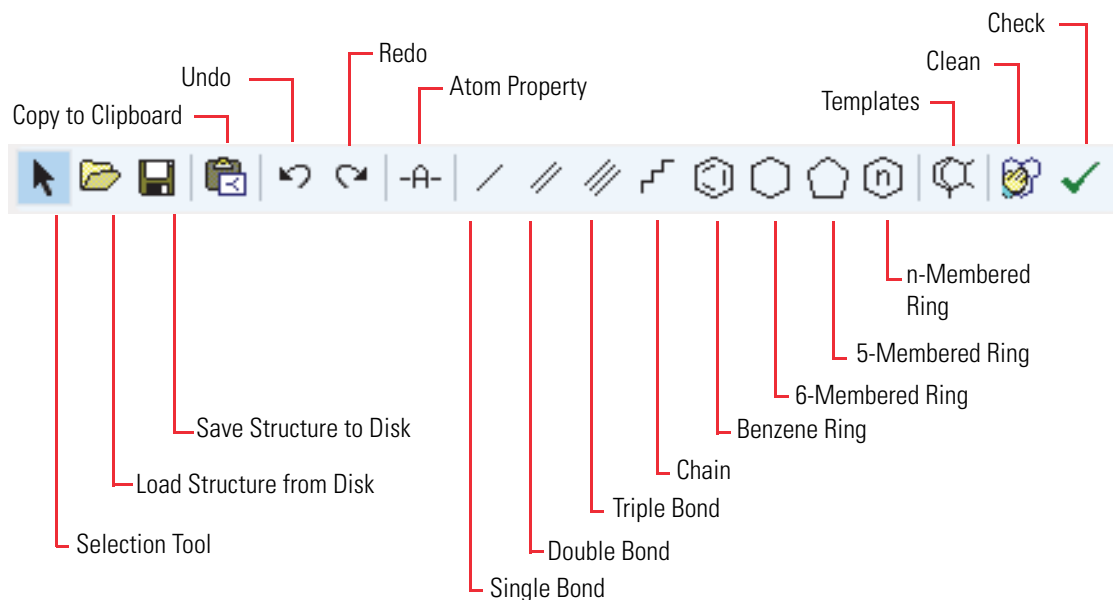 Check
Redo
Clean
Undo
Atom Property
Templates
Copy to Clipboard
-A-
n
n-Membered
Ring
5-Membered Ring
6-Membered Ring
Save Structure to Disk
Benzene Ring
Chain
Load Structure from Disk
Triple Bond
Selection Tool
Double Bond
Single Bond